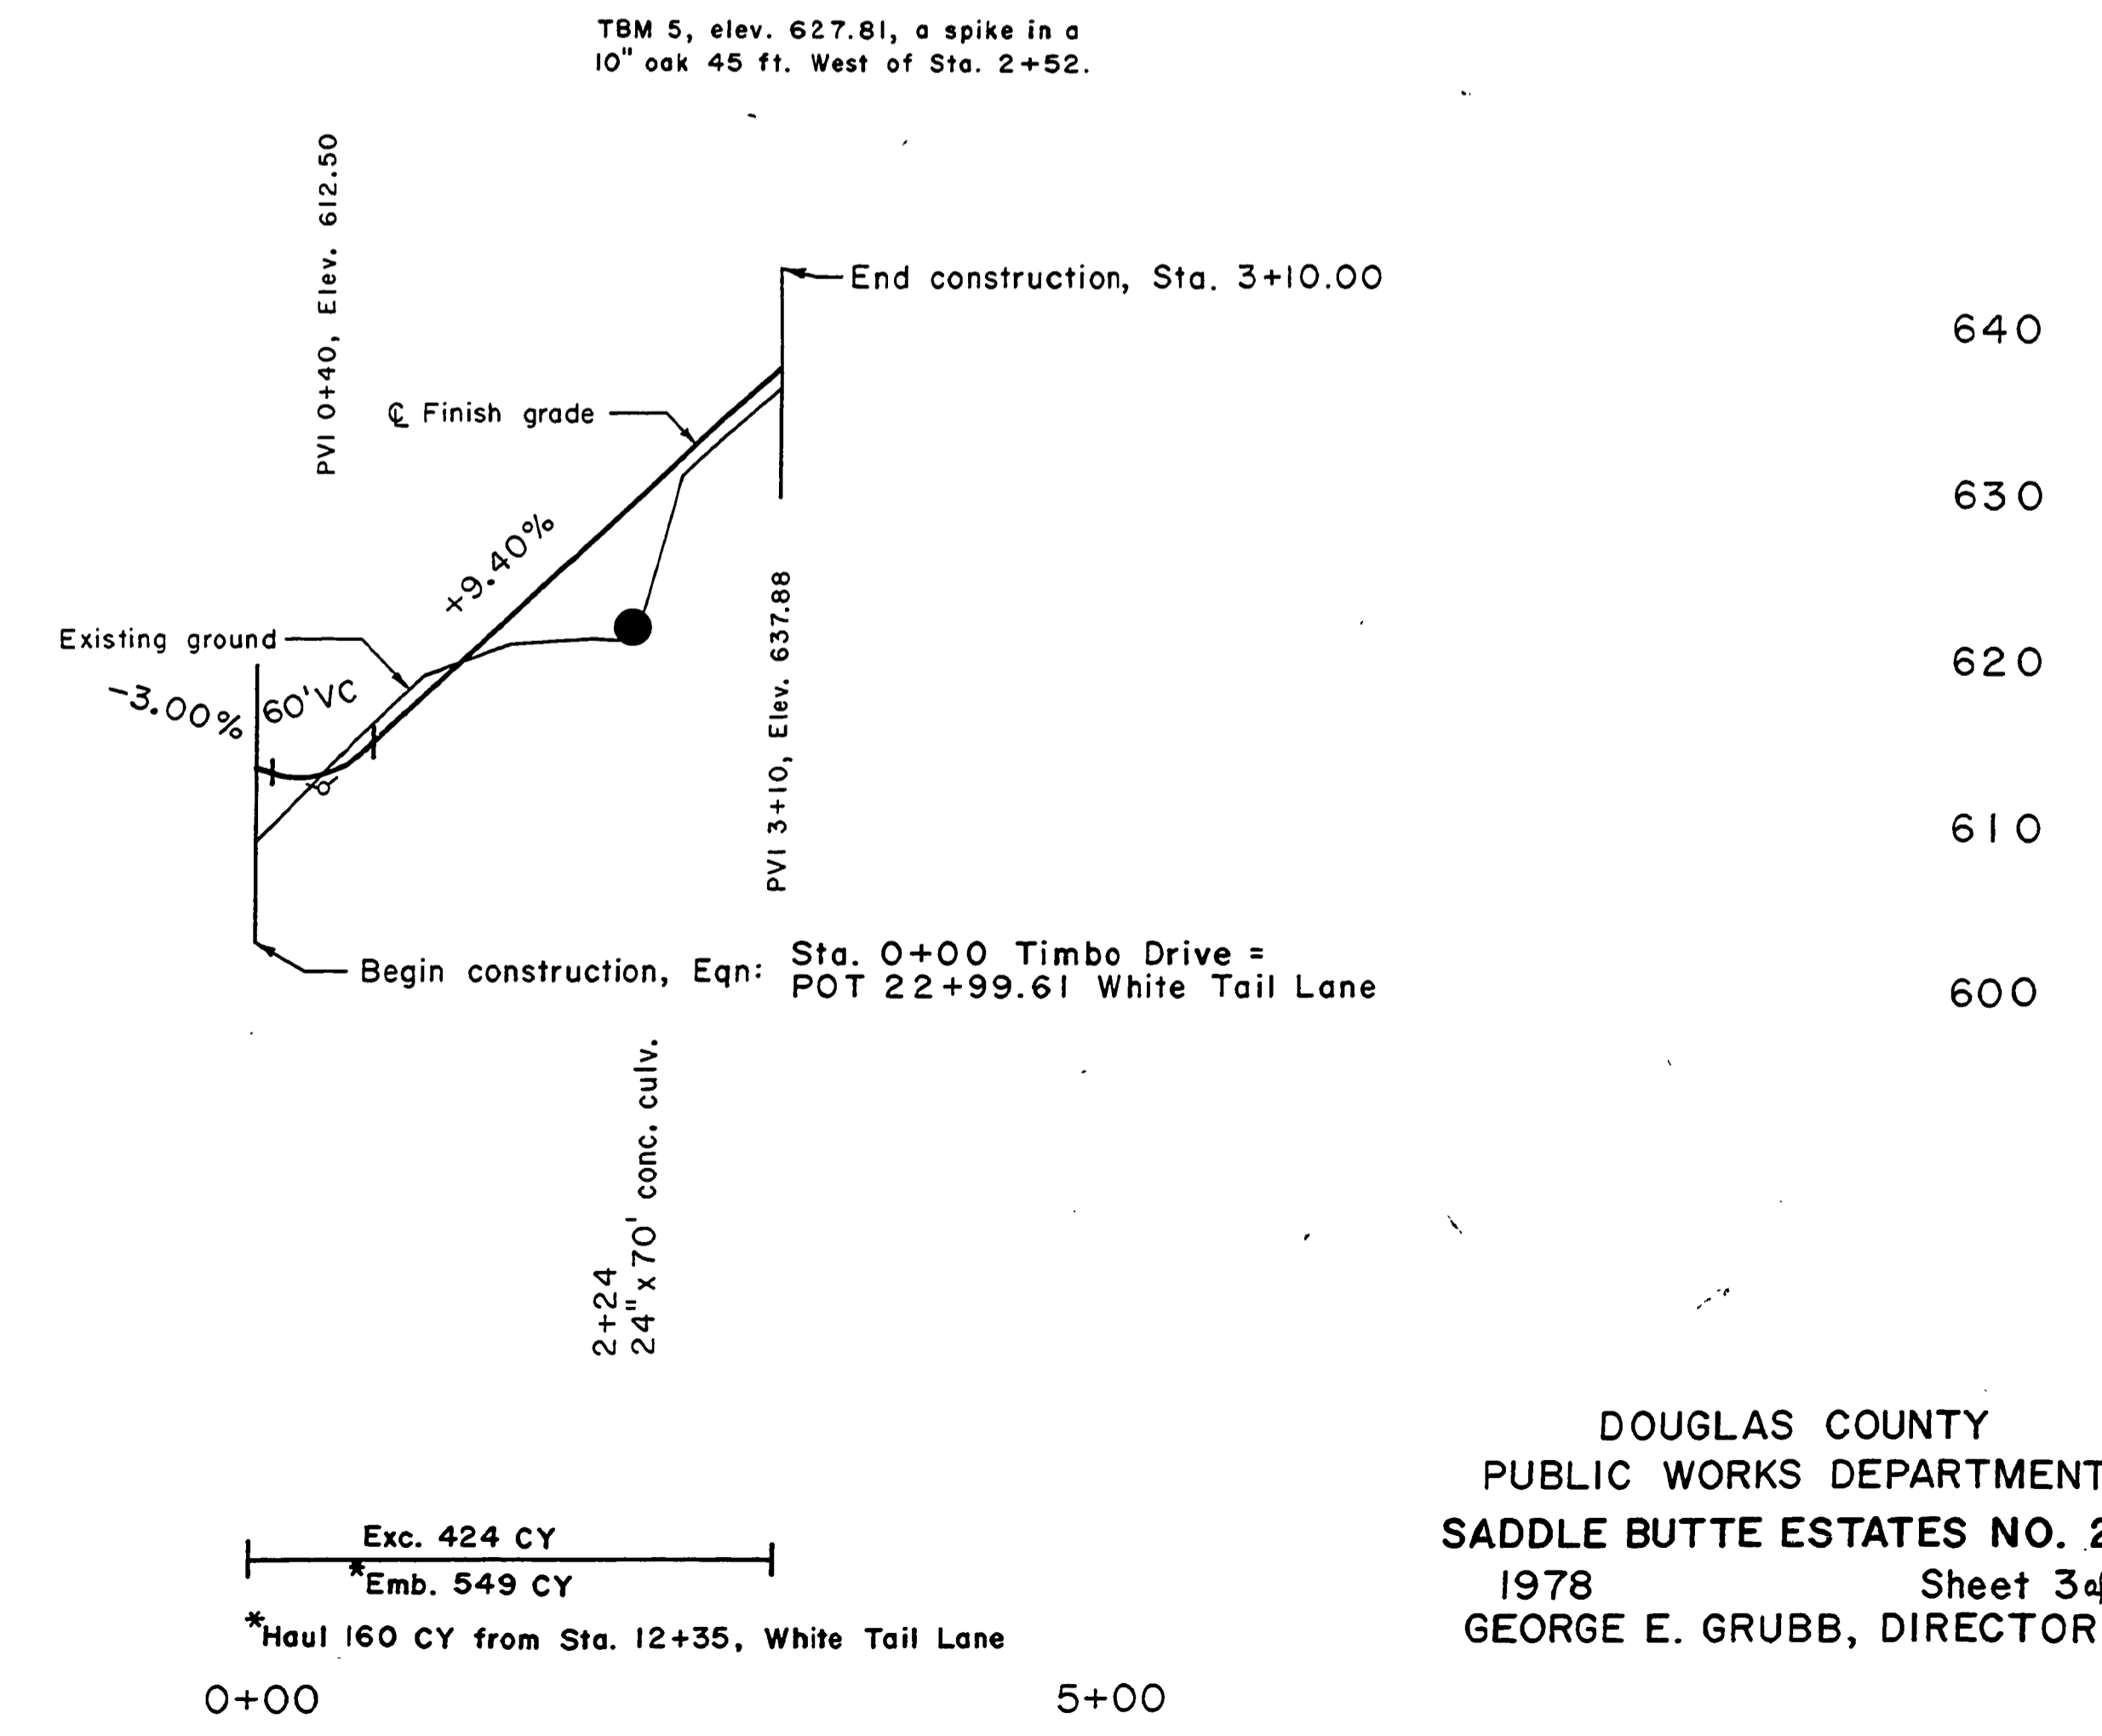 TBM 5, elev. 627.81, a spike in a
10" oak 45 ft. West of Sta. 2+52.
PVI 0+40, Elev. 612.50
End construction, Sta. 3+10.00
640
℄ Finish grade
630
+9.40%
Existing ground
620
-3.00%
60' VC
PVI 3+10, Elev. 637.88
610
Begin construction, Eqn:
Sta. 0+00 Timbo Drive =
POT 22+99.61 White Tail Lane
600
2+24
24" x 70' conc. culv.
DOUGLAS COUNTY
PUBLIC WORKS DEPARTMENT
SADDLE BUTTE ESTATES NO. 2
1978
Sheet 3 of
GEORGE E. GRUBB, DIRECTOR
Exc. 424 CY
*Emb. 549 CY
*Haul 160 CY from Sta. 12+35, White Tail Lane
0+00
5+00